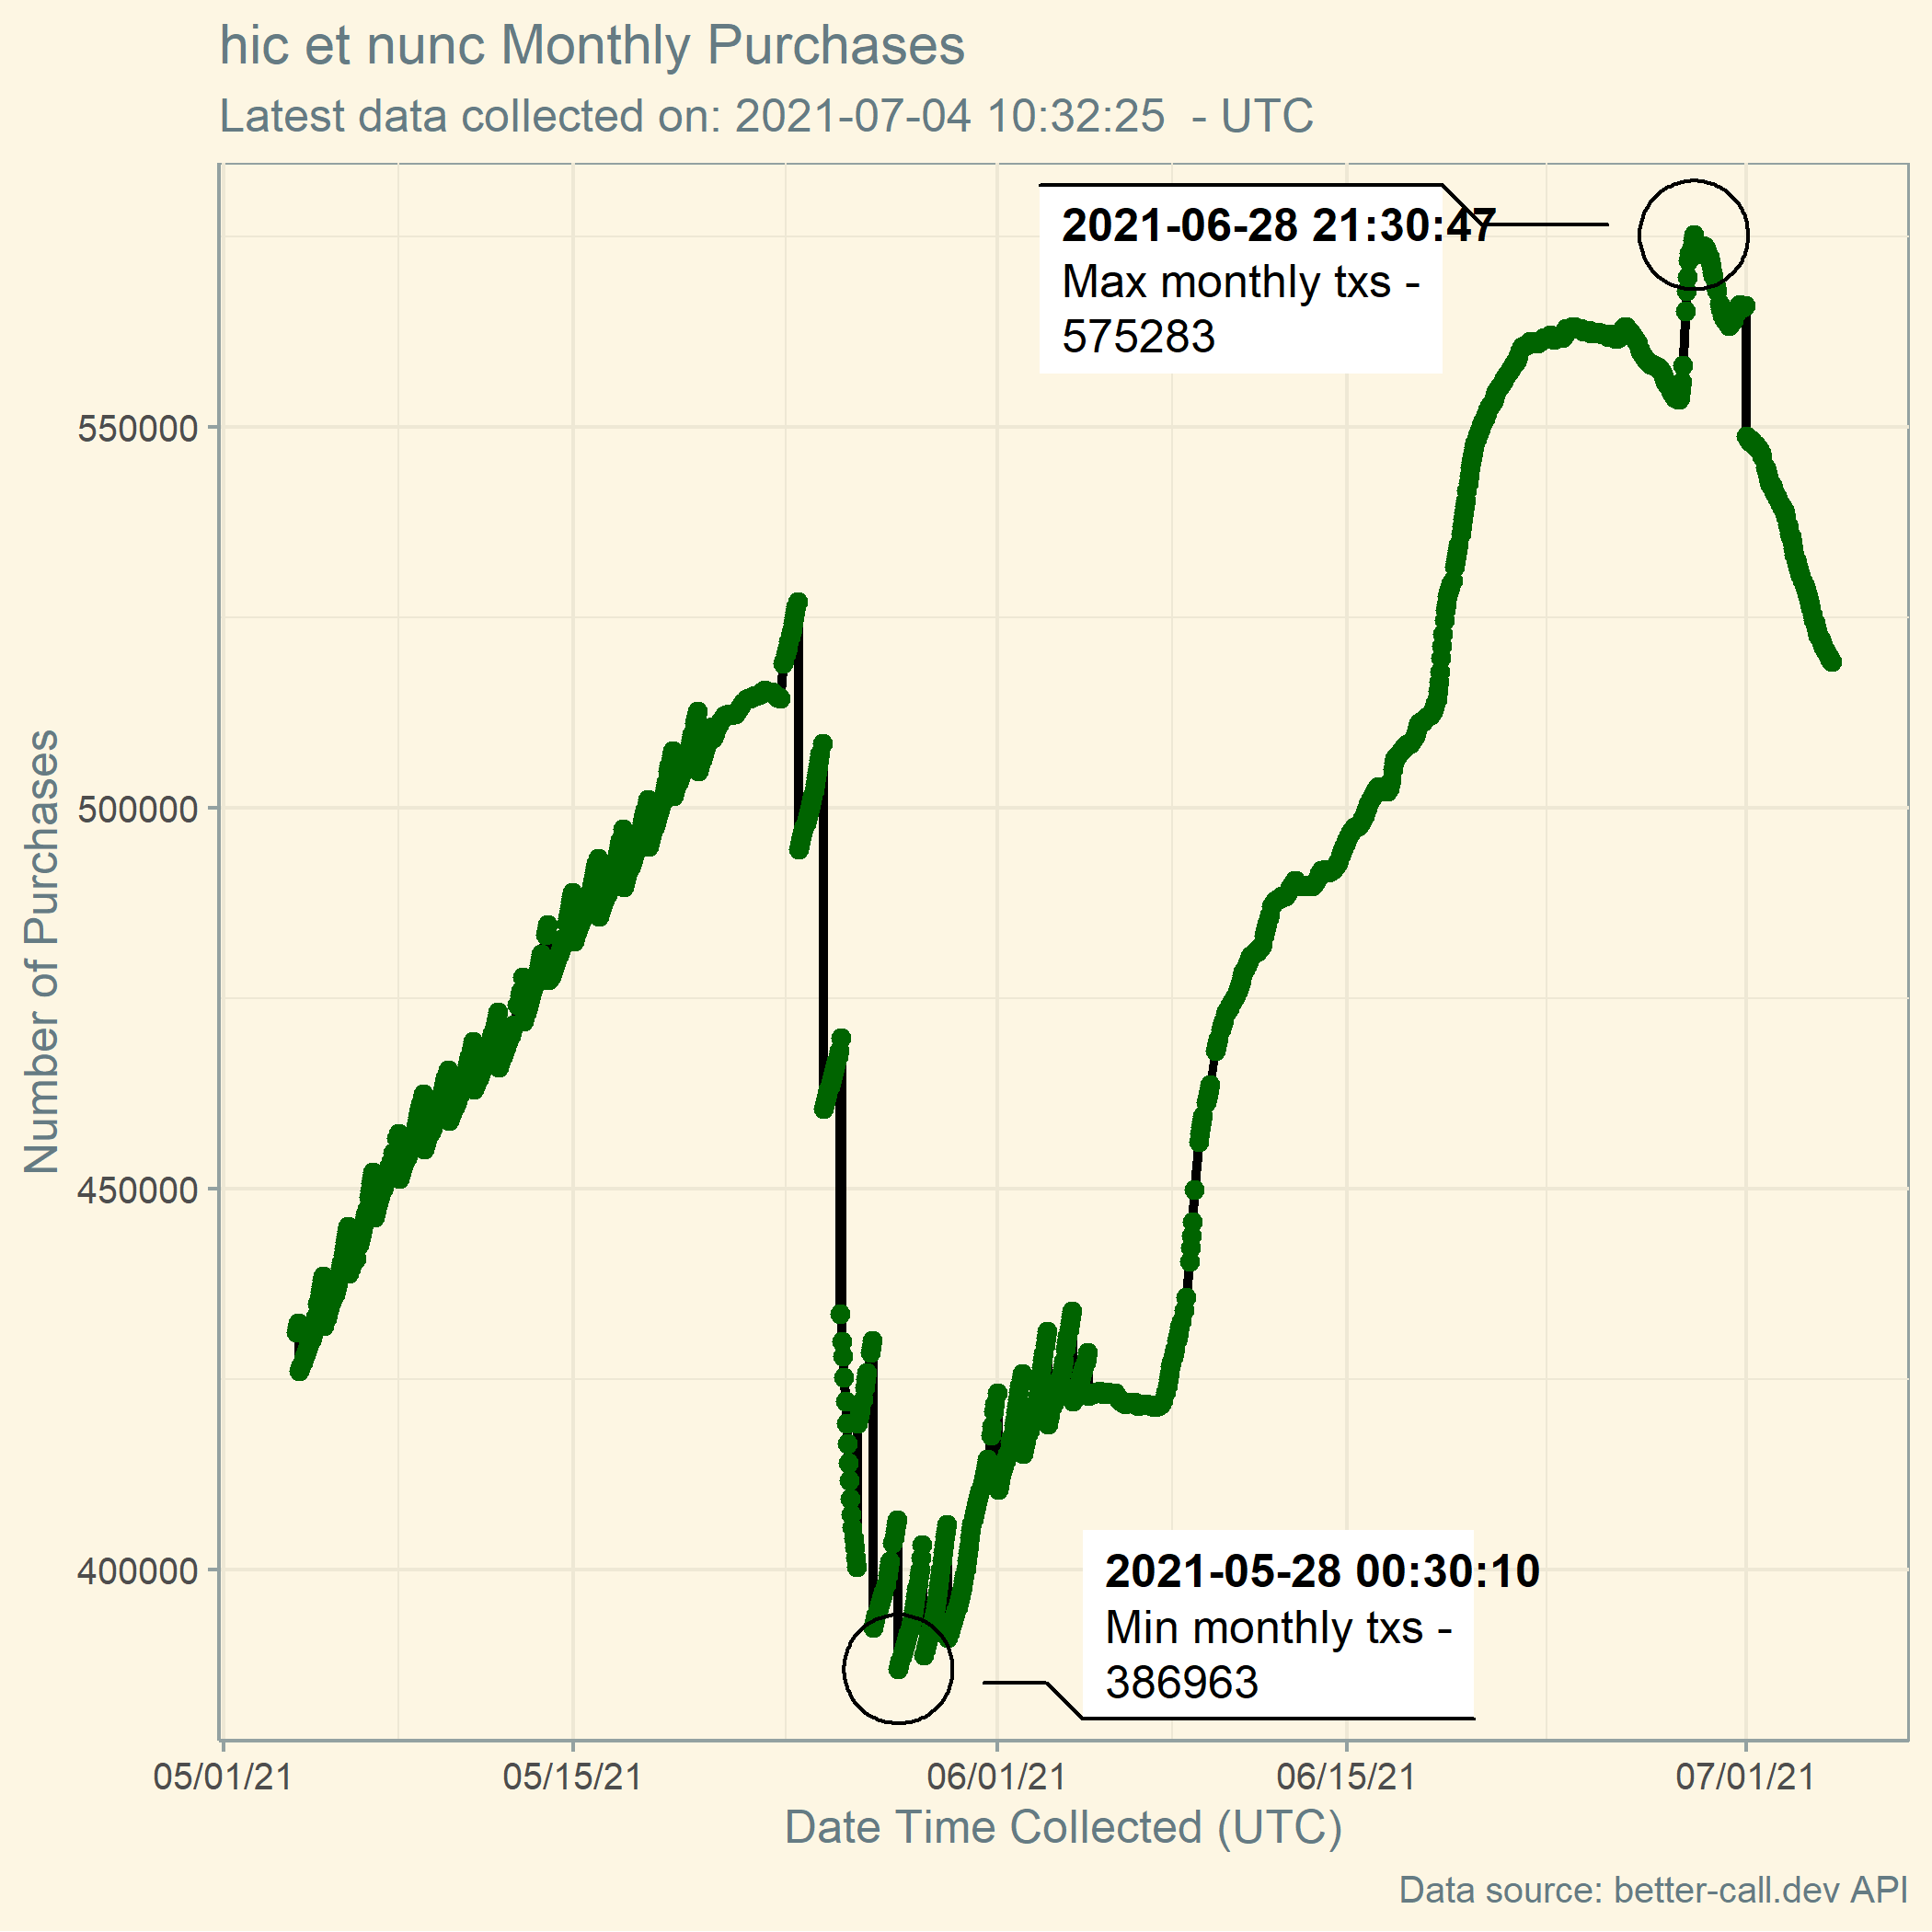 hic et nunc Monthly Purchases
Latest data collected on: 2021-07-04 10:32:25  - UTC
2021-06-28 21:30:47
Max monthly txs -
575283
550000
500000
450000
400000
Number of Purchases
2021-05-28 00:30:10
Min monthly txs -
386963
05/01/21 05/15/21 06/01/21 06/15/21 07/01/21
Date Time Collected (UTC)
Data source: better-call.dev API